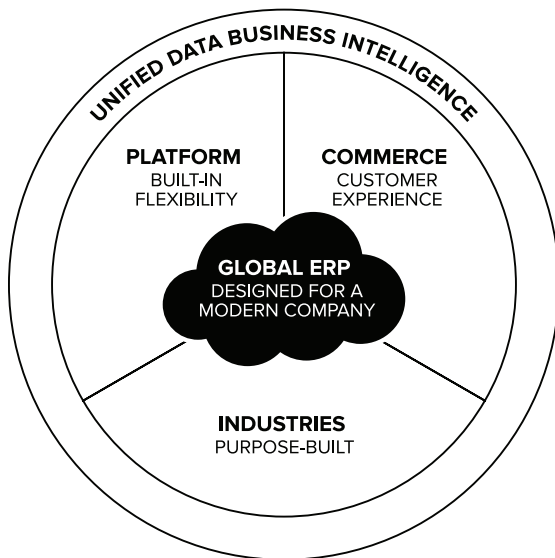 UNIFIED DATA BUSINESS INTELLIGENCE
PLATFORM
BUILT-IN
FLEXIBILITY
COMMERCE
CUSTOMER
EXPERIENCE
GLOBAL ERP
DESIGNED FOR A
MODERN COMPANY
INDUSTRIES
PURPOSE-BUILT